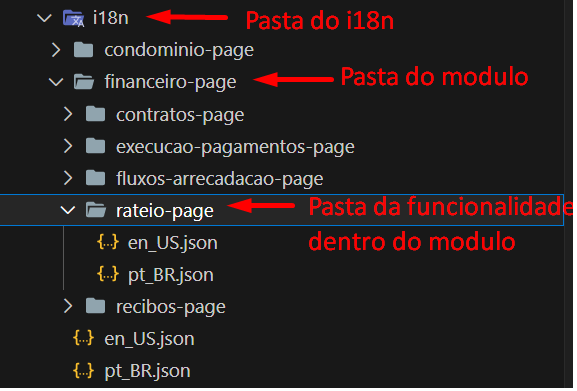 i18n Pasta do i18n
condominio-page
financeiro-page Pasta do modulo
contratos-page
execucao-pagamentos-page
fluxos-arrecadacao-page
rateio-page Pasta da funcionalidade
{..} en_US.json dentro do modulo
{..} pt_BR.json
recibos-page
{..} en_US.json
{..} pt_BR.json